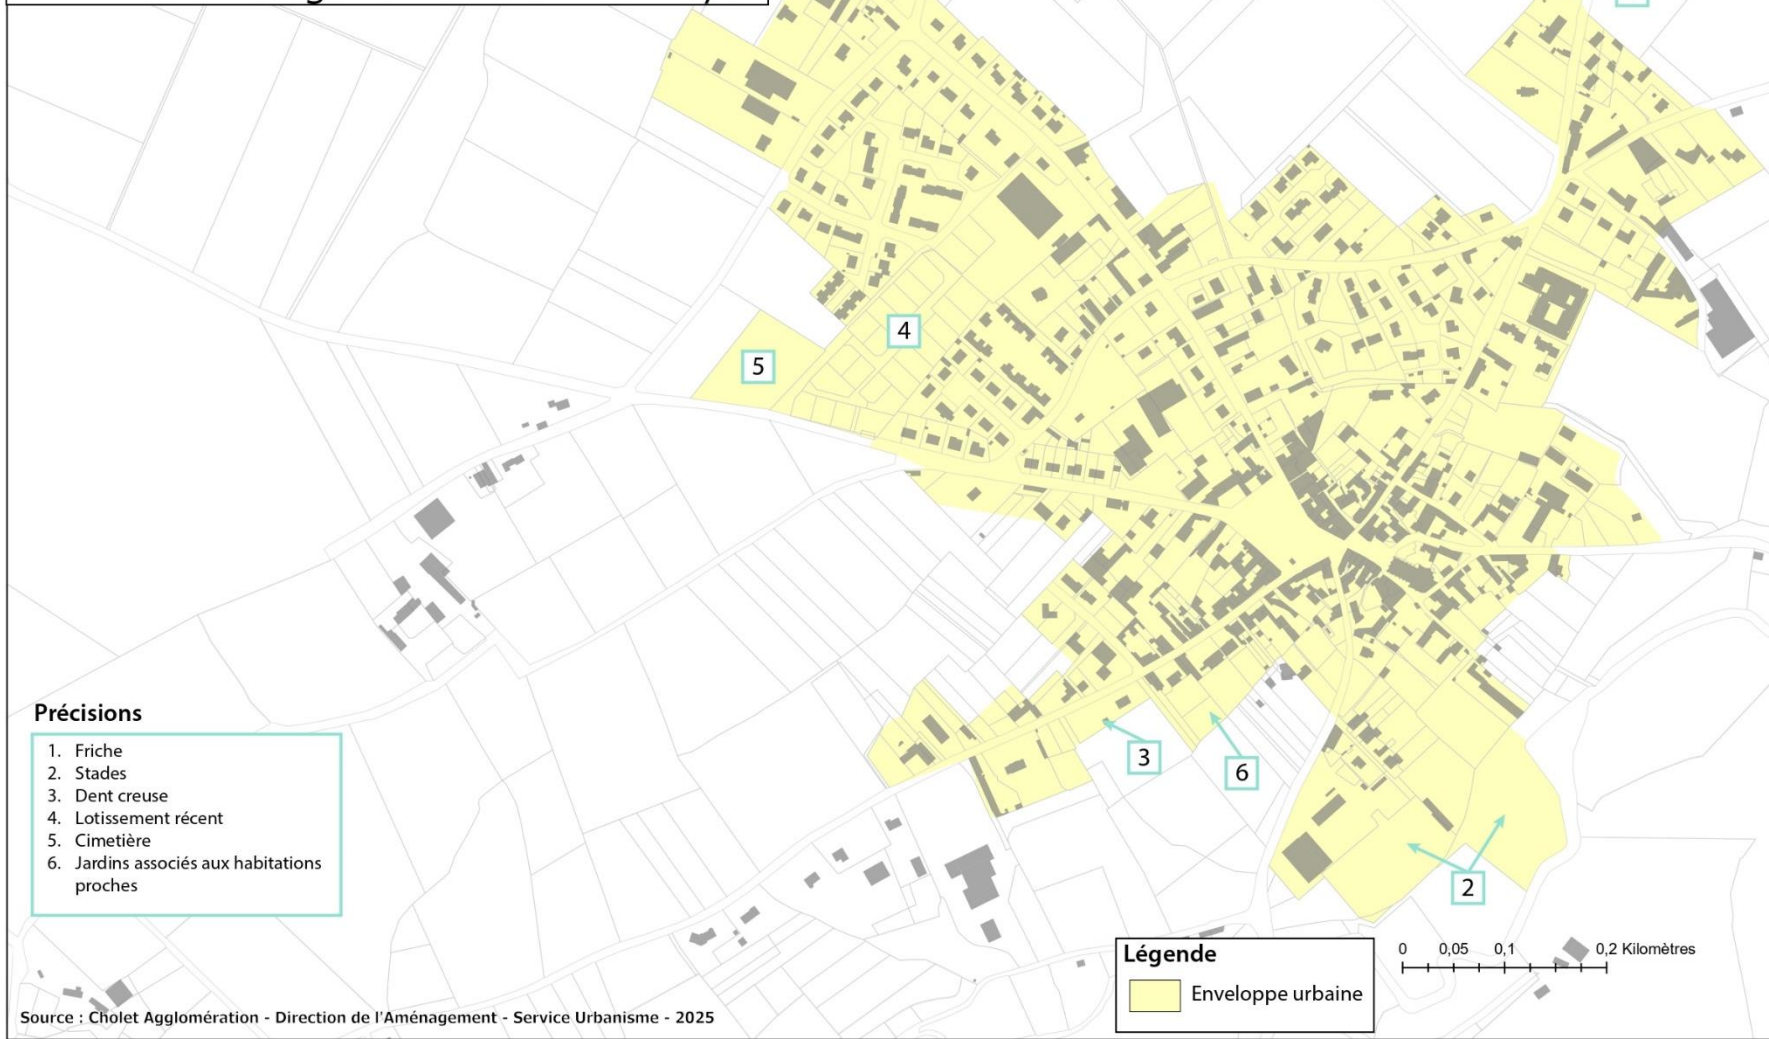 4
5
3
6
2
Précisions
1. Friche
2. Stades
3. Dent creuse
4. Lotissement récent
5. Cimetière
6. Jardins associés aux habitations
proches
Légende
Enveloppe urbaine
0 0,05 0,1 0,2 Kilomètres
Source : Cholet Agglomération - Direction de l'Aménagement - Service Urbanisme - 2025